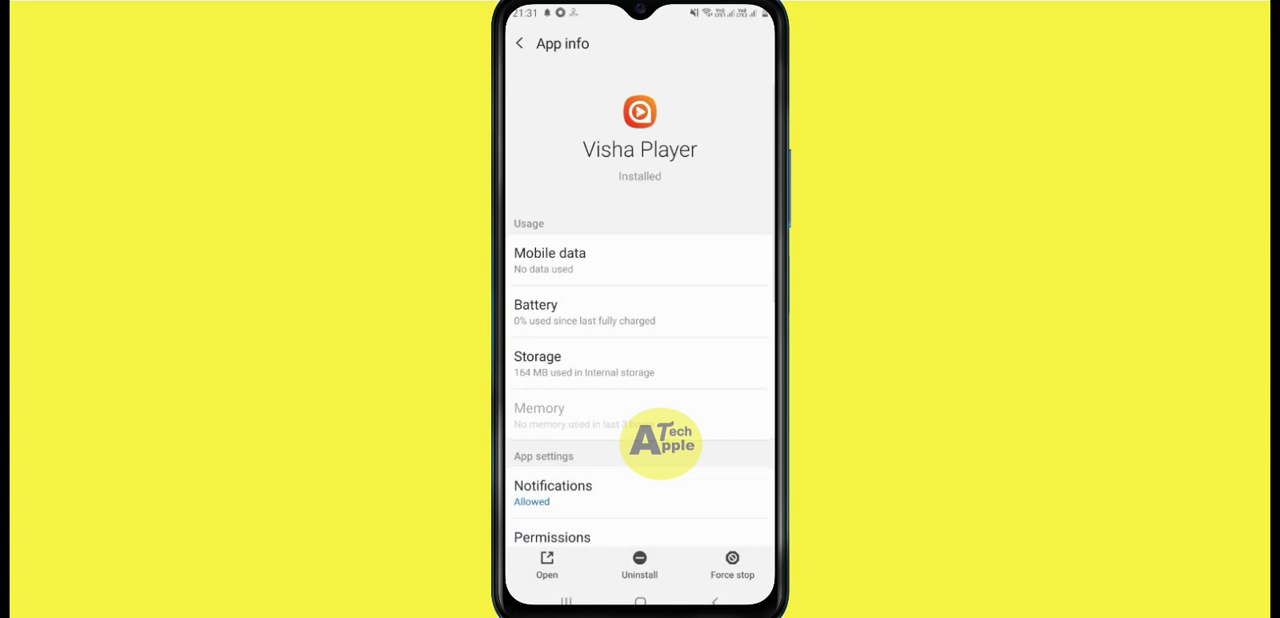 21:31
App info
Visha Player
Installed
Usage
Mobile data
No data used
Battery
0% used since last fully charged
Storage
164 MB used in Internal storage
Memory
No memory used in last 3
ATech
Apple
App settings
Notifications
Allowed
Permissions
Open Uninstall Force stop